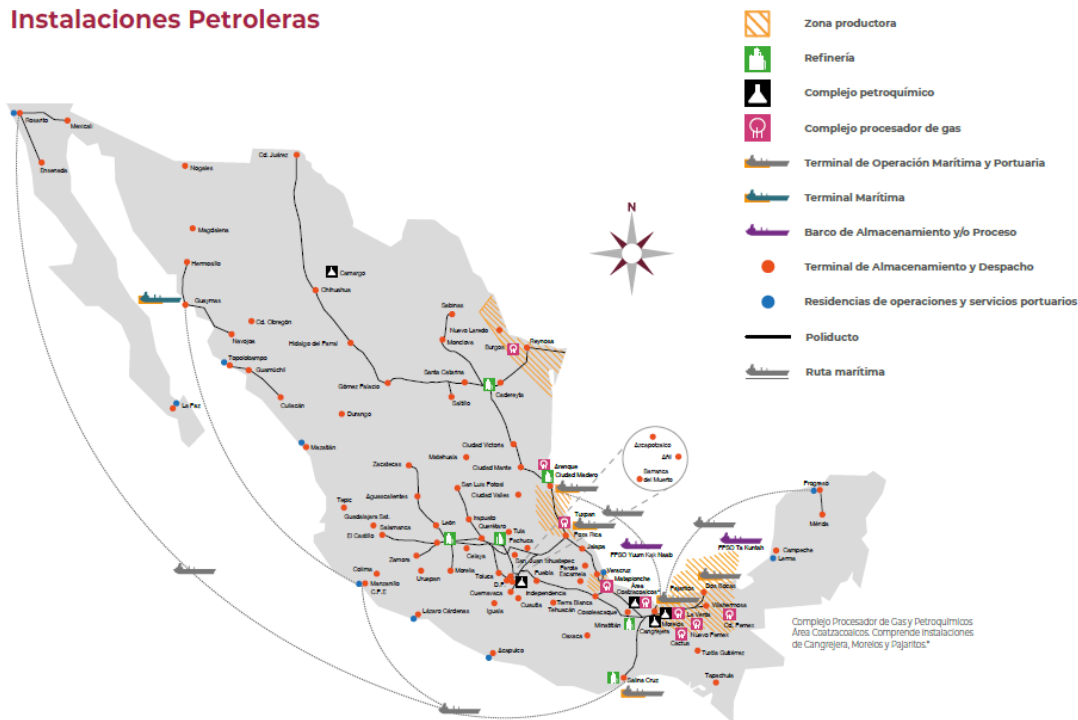 Instalaciones Petroleras
Zona productora
Refinería
Complejo petroquímico
Complejo procesador de gas
Terminal de Operación Marítima y Portuaria
Terminal Marítima
Barco de Almacenamiento y/o Proceso
Terminal de Almacenamiento y Despacho
Residencias de operaciones y servicios portuarios
Poliducto
Ruta marítima
N
Rosarito
Mexicali
Ensenada
Cd. Juárez
Nogales
Magdalena
Hermosillo
Guaymas
Cd. Obregón
Navojoa
Topolobampo
Guamúchil
Culiacán
La Paz
Mazatlán
Camargo
Chihuahua
Hidalgo del Parral
Gómez Palacio
Durango
Sabinas
Nuevo Laredo
Monclova
Burgos
Reynosa
Santa Catarina
Cadereyta
Saltillo
Ciudad Victoria
Matehuala
Ciudad Mante
Zacatecas
San Luis Potosí
Ciudad Valles
Aguascalientes
Arenque
Ciudad Madero
Azcapotzalco
Añil
Barranca
del Muerto
Tepic
Guadalajara Sat.
Salamanca
El Castillo
León
Irapuato
Querétaro
Tula
Pachuca
Tuxpan
Poza Rica
Jalapa
Zamora
Celaya
San Juan Ixhuatepec
Colima
Manzanillo
Uruapan
Morelia
Toluca
D.F.
Puebla
Perote
Escamela
Veracruz
Matapionche
Área
Coatzacoalcos*
Cuernavaca
Independencia
Cuautla
Iguala
Tierra Blanca
Tehuacán
Cosoleacaque
Lázaro Cárdenas
Acapulco
Oaxaca
Minatitlán
Cangrejera
Morelos
Pajaritos
La Venta
Nuevo Pemex
Cactus
Cd. Pemex
Villahermosa
Dos Bocas
Tuxtla Gutiérrez
Tapachula
Salina Cruz
FPSO Yuum Kak Naab
FPSO Ta Kuntah
Progreso
Mérida
Campeche
Lerma
Complejo Procesador de Gas y Petroquímicos
Área Coatzacoalcos. Comprende instalaciones
de Cangrejera, Morelos y Pajaritos.*